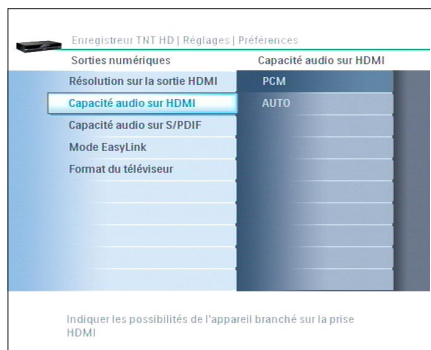 Enregistreur TNT HD | Réglages | Préférences
Sorties numériques
Capacité audio sur HDMI
Résolution sur la sortie HDMI
PCM
Capacité audio sur HDMI
AUTO
Capacité audio sur S/PDIF
Mode EasyLink
Format du téléviseur
Indiquer les possibilités de l'appareil branché sur la prise
HDMI